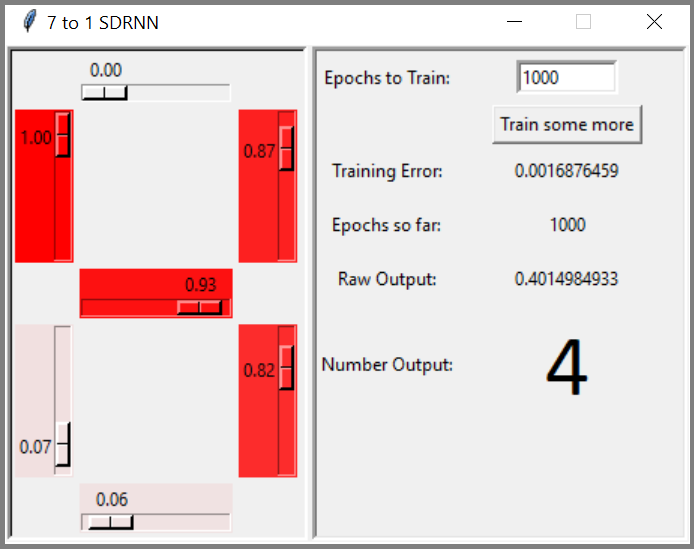 7 to 1 SDRNN
0.00
1.00
0.87
0.93
0.07
0.82
0.06
Epochs to Train: 1000
Train some more
Training Error: 0.0016876459
Epochs so far: 1000
Raw Output: 0.4014984933
Number Output: 4